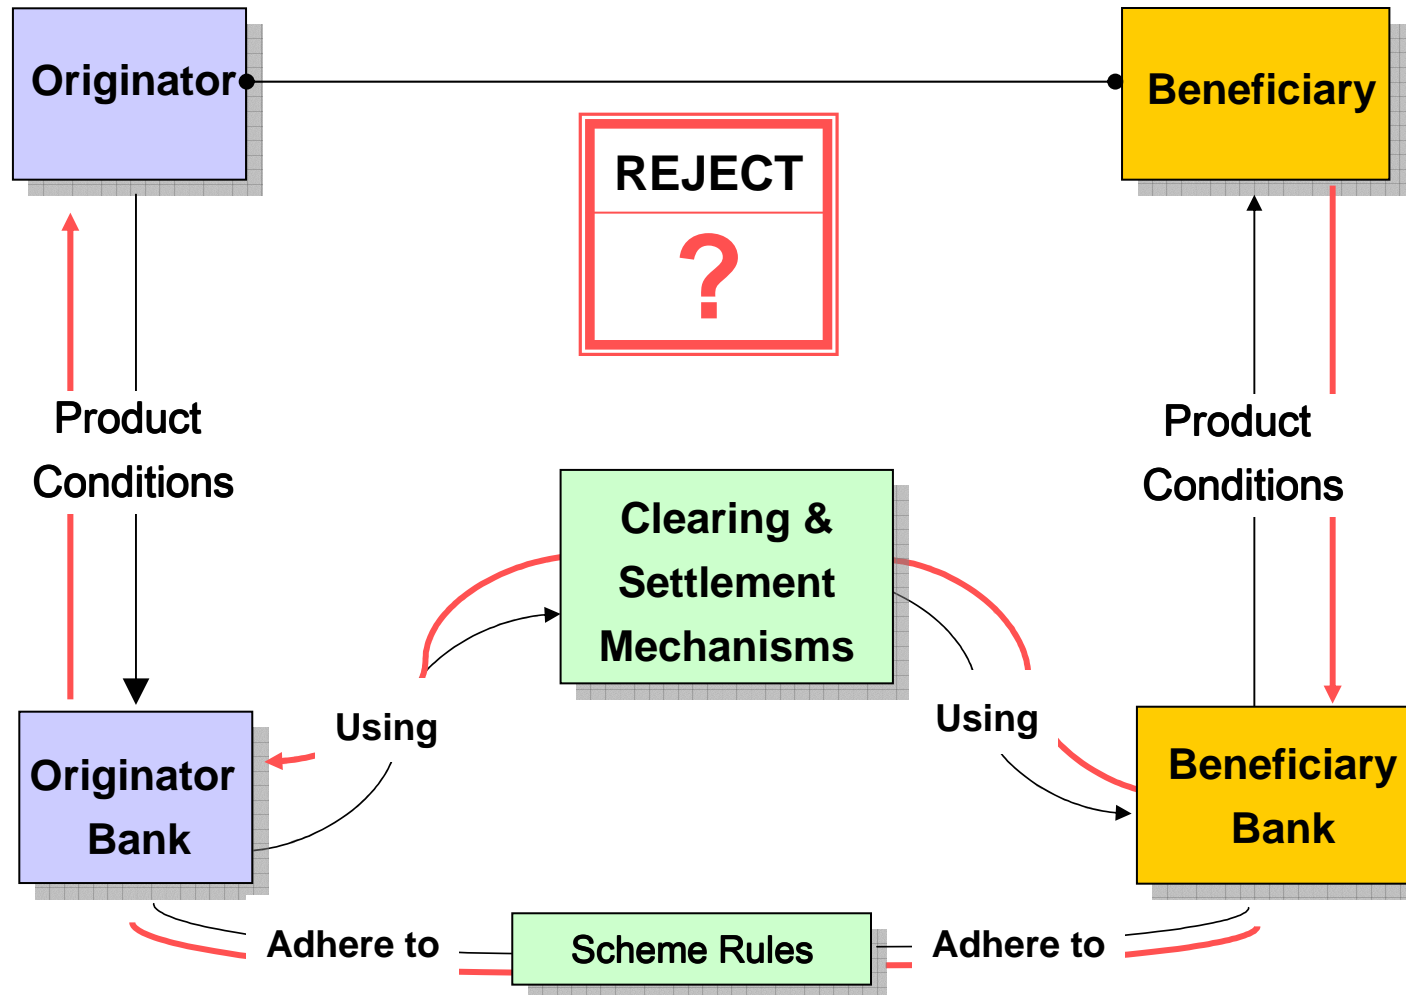 Originator
Beneficiary
REJECT
?
Product
Conditions
Product
Conditions
Clearing &
Settlement
Mechanisms
Using
Using
Originator
Bank
Beneficiary
Bank
Adhere to
Scheme Rules
Adhere to